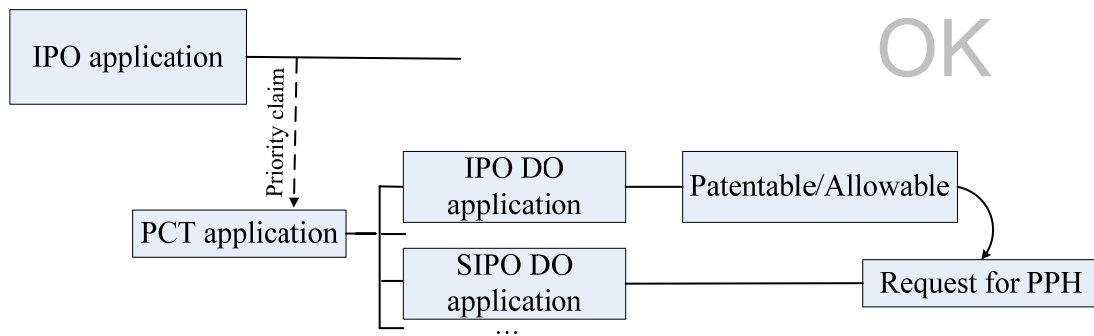 OK
IPO application
Priority claim
IPO DO
application
Patentable/Allowable
PCT application
SIPO DO
application
Request for PPH
...